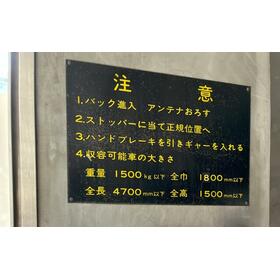 注意
1.バック進入 アンテナおろす
2.ストッパーに当て正規位置へ
3.ハンドブレーキを引きギャーを入れる
4.収容可能車の大きさ
重量 1500kg以下 全巾 1800mm以下
全長 4700mm以下 全高 1500mm以下